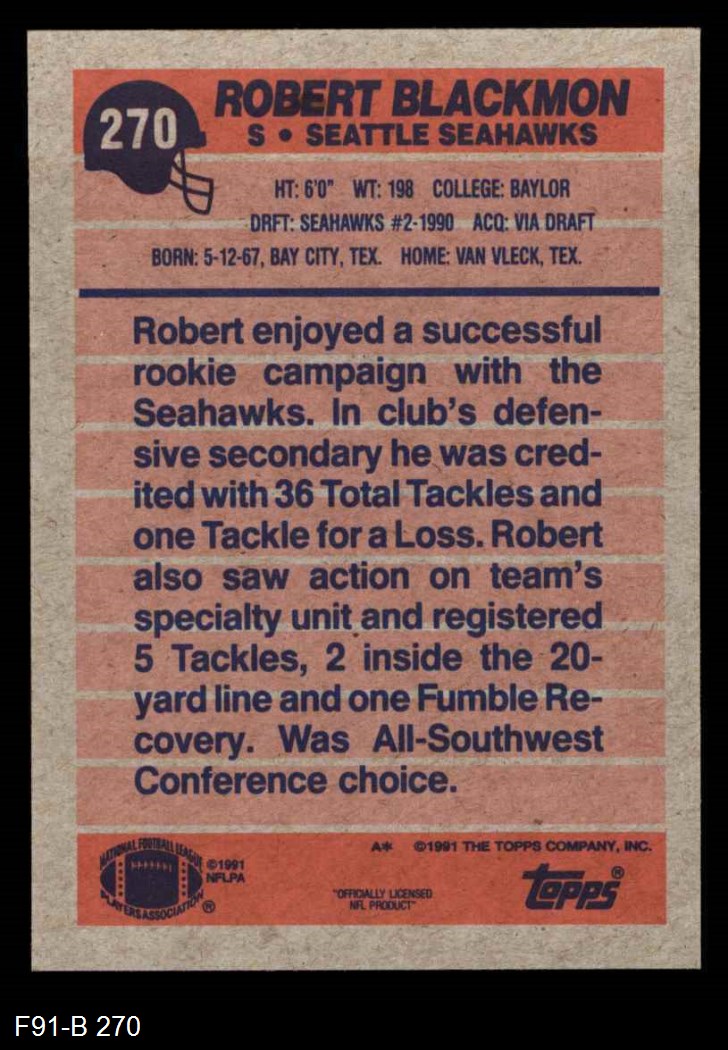 270
ROBERT BLACKMON
S • SEATTLE SEAHAWKS
HT: 6'0" WT: 198 COLLEGE: BAYLOR
DRFT: SEAHAWKS #2-1990 ACQ: VIA DRAFT
BORN: 5-12-67, BAY CITY, TEX. HOME: VAN VLECK, TEX.
Robert enjoyed a successful
rookie campaign with the
Seahawks. In club's defen-
sive secondary he was cred-
ited with 36 Total Tackles and
one Tackle for a Loss. Robert
also saw action on team's
specialty unit and registered
5 Tackles, 2 inside the 20-
yard line and one Fumble Re-
covery. Was All-Southwest
Conference choice.
A* ©1991 THE TOPPS COMPANY, INC.
NATIONAL FOOTBALL LEAGUE
PLAYERS ASSOCIATION ®
©1991
NFLPA
"OFFICIALLY LICENSED
NFL PRODUCT"
topps®
F91-B 270